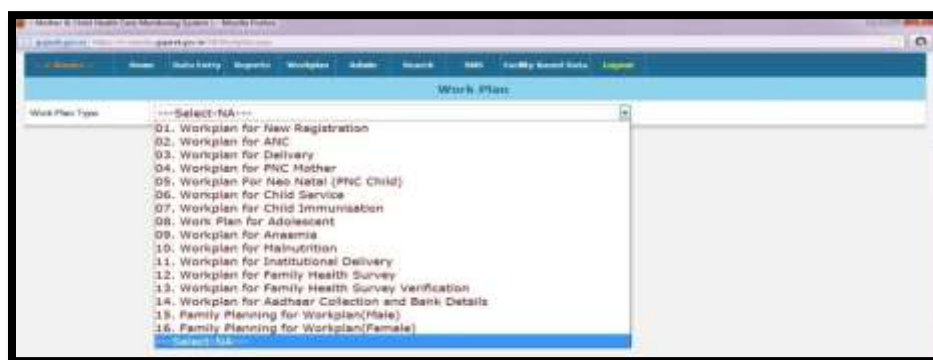 Mother & Child Health Care Monitoring System - Mozilla Firefox
Home Data Entry Reports Workplan Admin Search SMS Facility Based Data Logout
Work Plan
Work Plan Type
---Select-NA---
01. Workplan for New Registration
02. Workplan for ANC
03. Workplan for Delivery
04. Workplan for PNC Mother
05. Workplan For Neo Natal (PNC Child)
06. Workplan for Child Service
07. Workplan for Child Immunisation
08. Work Plan for Adolescent
09. Workplan for Anaemia
10. Workplan for Malnutrition
11. Workplan for Institutional Delivery
12. Workplan for Family Health Survey
13. Workplan for Family Health Survey Verification
14. Workplan for Aadhaar Collection and Bank Details
15. Family Planning for Workplan(Male)
16. Family Planning for Workplan(Female)
---Select-NA---